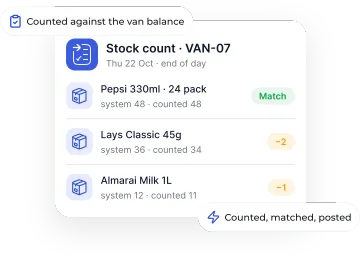 Counted against the van balance
Stock count · VAN-07
Thu 22 Oct · end of day
Pepsi 330ml · 24 pack
system 48 · counted 48
Match
Lays Classic 45g
system 36 · counted 34
−2
Almarai Milk 1L
system 12 · counted 11
−1
Counted, matched, posted